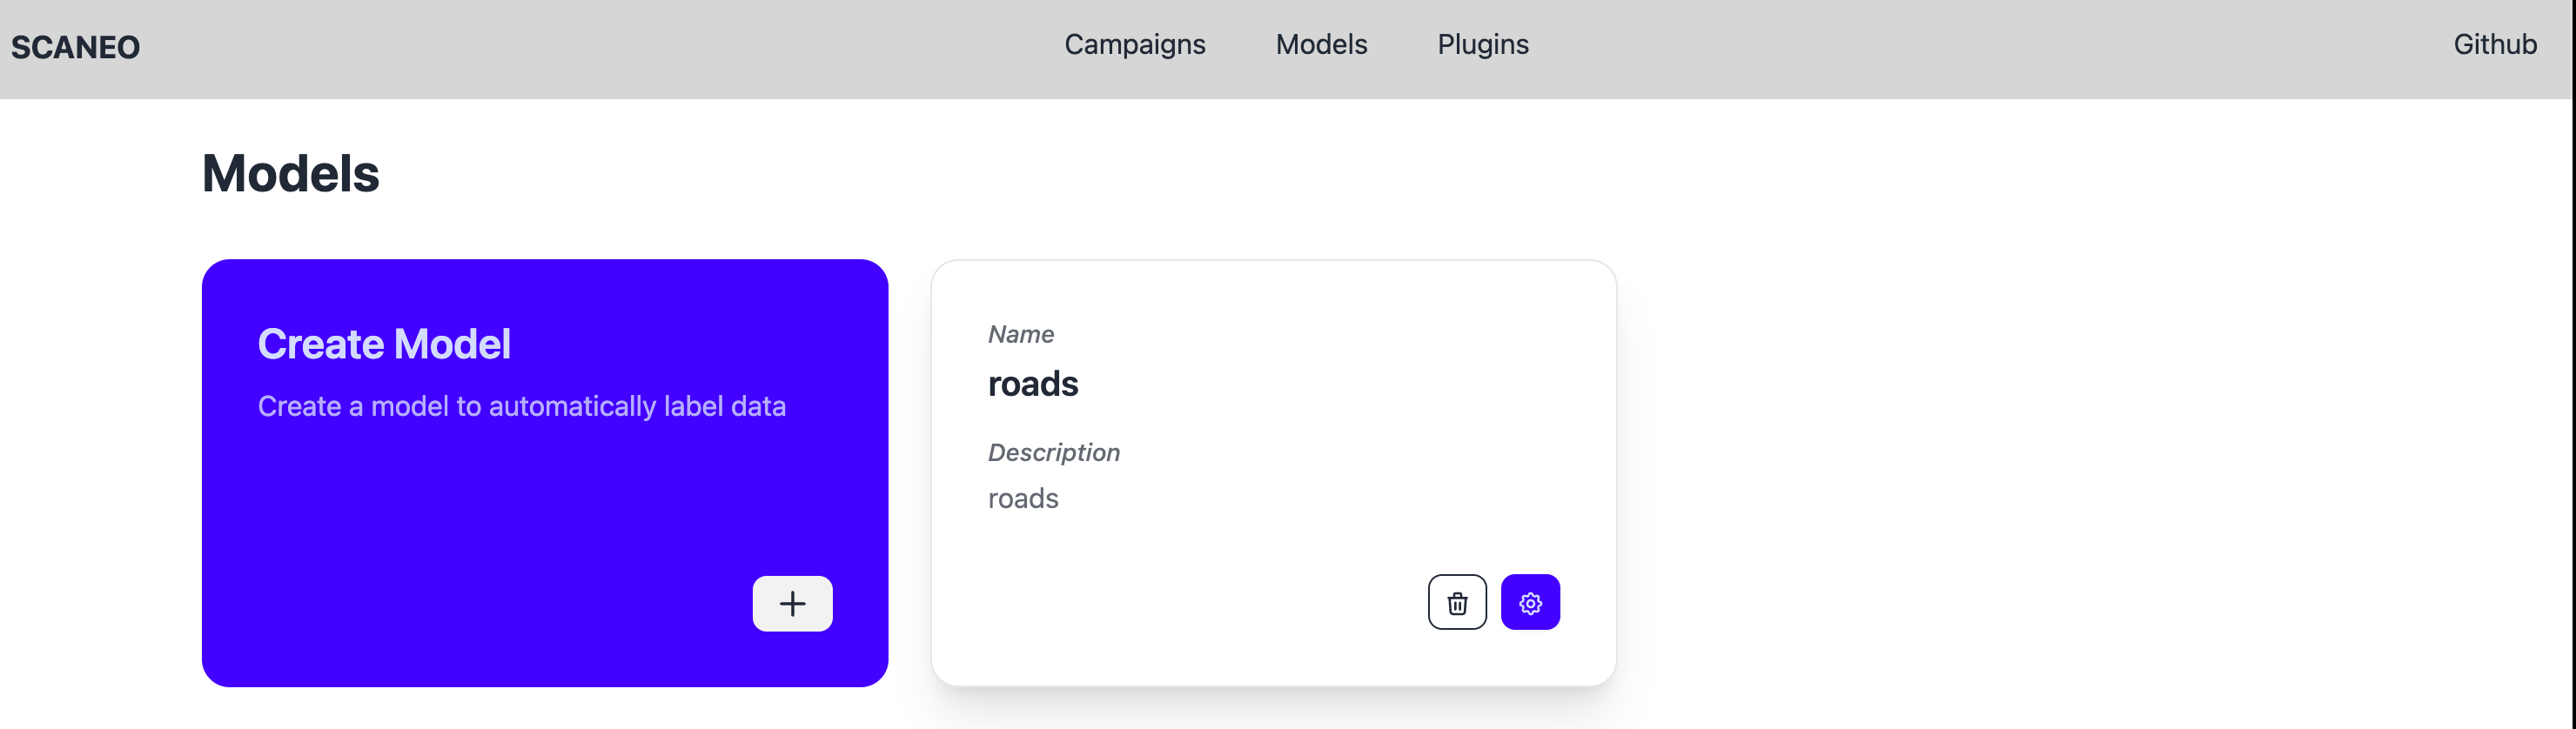 SCANEO
Campaigns
Models
Plugins
Github
Models
Create Model
Create a model to automatically label data
Name
roads
Description
roads